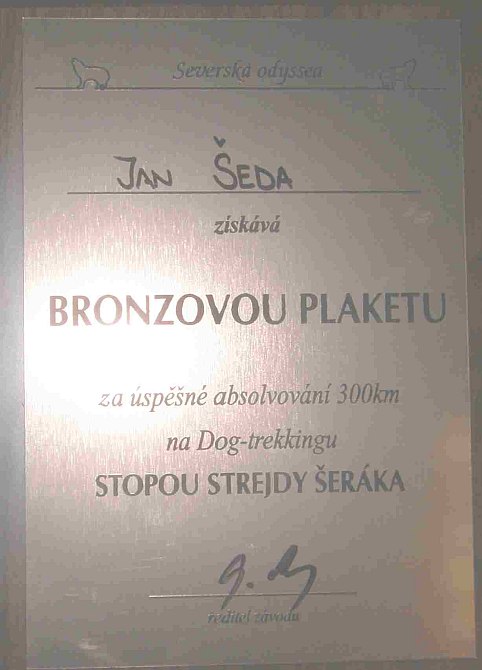 Severská odyssea
JAN ŠEDA
získává
BRONZOVOU PLAKETU
za úspěšné absolvování 300km
na Dog-trekkingu
STOPOU STREJDY ŠERÁKA
ředitel závodu